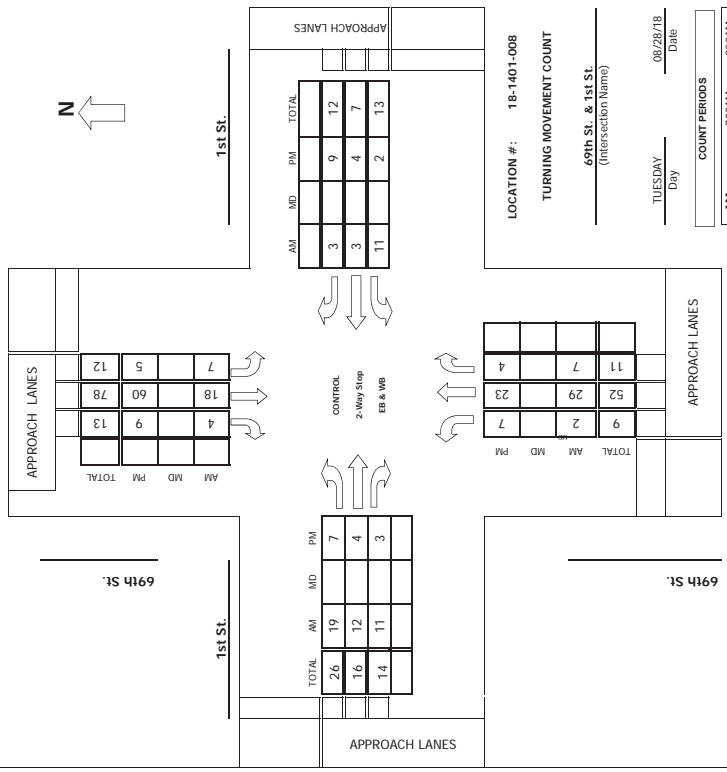 N
1st St.
APPROACH LANES
AM MD PM TOTAL
3 9 12
3 4 7
11 2 13
LOCATION #: 18-1401-008
TURNING MOVEMENT COUNT
69th St. & 1st St.
(Intersection Name)
TUESDAY 08/28/18
Day Date
COUNT PERIODS
APPROACH LANES
AM MD PM TOTAL
4 9 13
18 60 78
7 5 12
CONTROL
2-Way Stop
EB & WB
PM MD AM TOTAL
4 7 11
23 29 52
7 2 9
APPROACH LANES
69th St.
69th St.
1st St.
TOTAL AM MD PM
26 19 7
16 12 4
14 11 3
APPROACH LANES